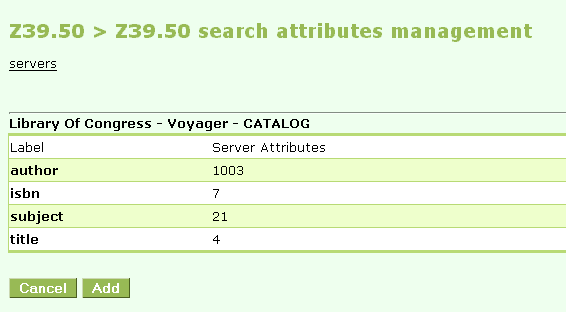 Z39.50 > Z39.50 search attributes management
servers
Library Of Congress - Voyager - CATALOG
Label Server Attributes
author 1003
isbn 7
subject 21
title 4
Cancel Add